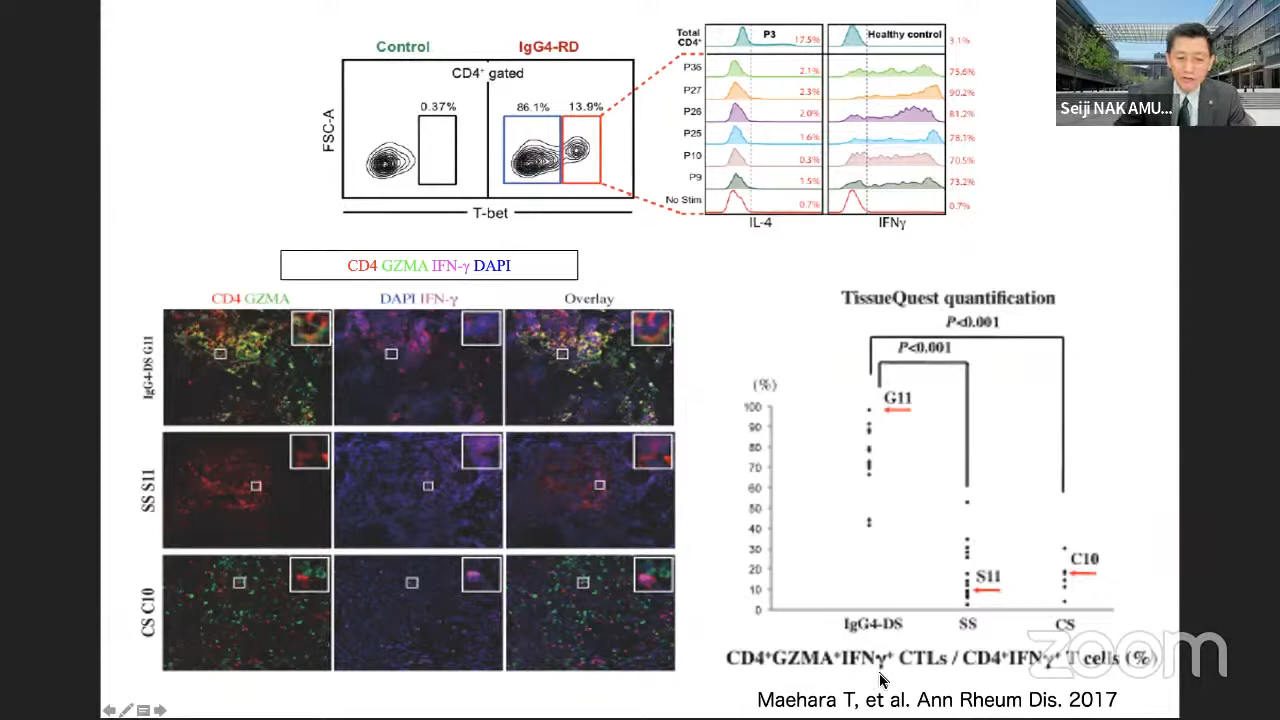 Control IgG4-RD
CD4+ gated
0.37% 86.1% 13.9%
FSC-A
T-bet
Total CD4+ P3 17.5% Healthy control 3.1%
P36 2.1% 75.6%
P27 2.3% 90.2%
P26 2.0% 81.2%
P25 1.6% 78.1%
P10 0.3% 70.5%
P9 1.5% 73.2%
No Stim 0.7% 0.7%
IL-4 IFNγ
Seiji NAKAMU...
CD4 GZMA IFN-γ DAPI
CD4 GZMA DAPI IFN-γ Overlay
IgG4-DS G11
SS S11
CS C10
TissueQuest quantification
P<0.001
P<0.001
(%)
G11
100
90
80
70
60
50
40
30
20
10
0
S11
C10
IgG4-DS SS CS
CD4+GZMA+IFNγ+ CTLs / CD4+IFNγ+ T cells (%)
zoom
Maehara T, et al. Ann Rheum Dis. 2017